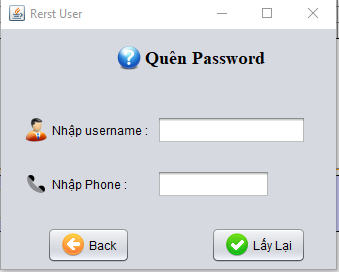 Rerst User
Quên Password
Nhập username :
Nhập Phone :
Back
Lấy Lại